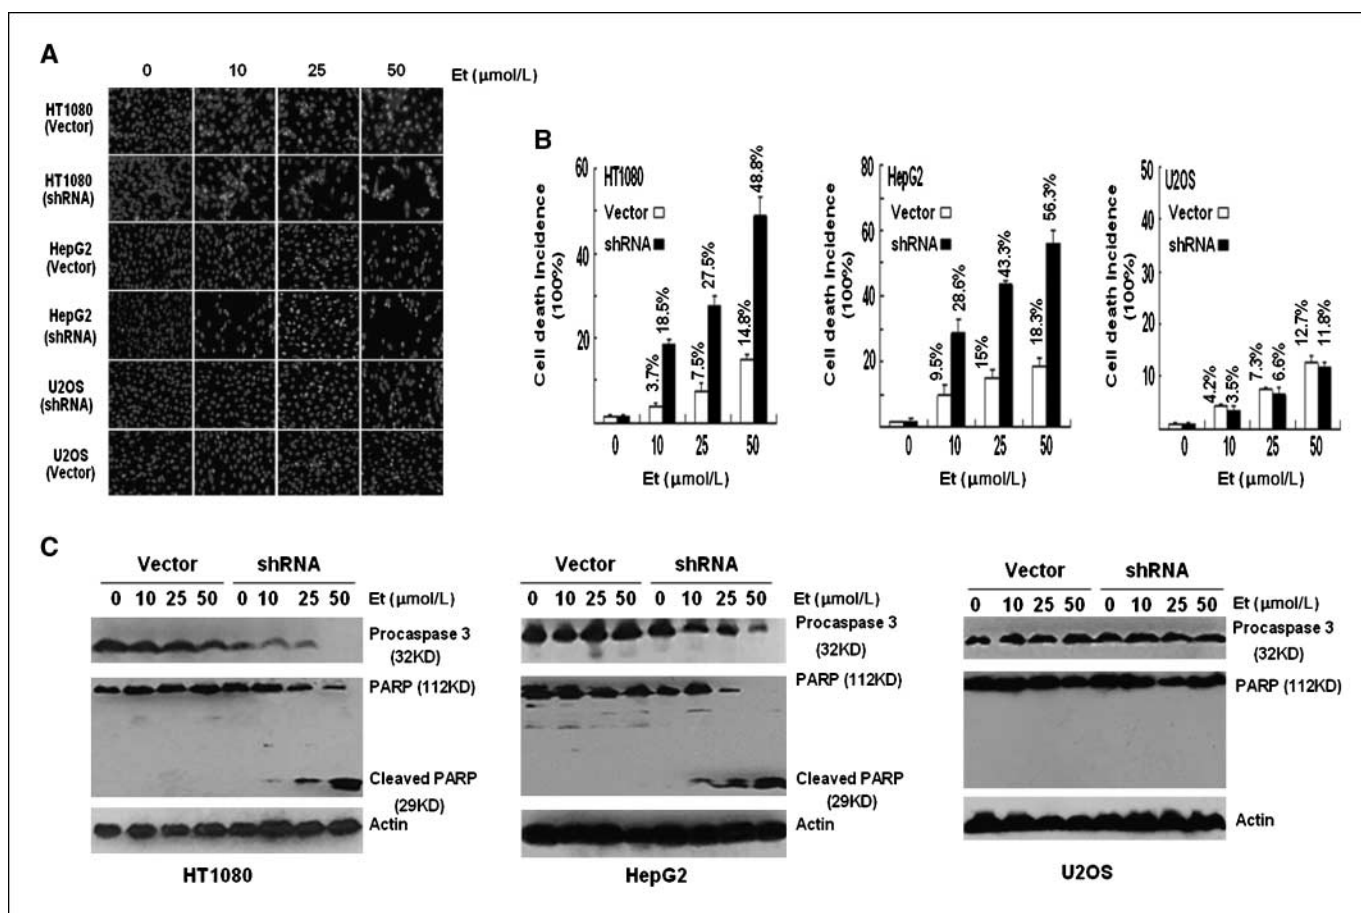 A
0 10 25 50 Et (μmol/L)
HT1080
(Vector)
HT1080
(shRNA)
HepG2
(Vector)
HepG2
(shRNA)
U2OS
(shRNA)
U2OS
(Vector)
B
Cell death Incidence
(100%)
60
40
20
HT1080
Vector
shRNA
3.7% 18.5% 7.5% 27.5% 14.8% 48.8%
0 10 25 50
Et (μmol/L)
Cell death Incidence
(100%)
80
60
40
20
HepG2
Vector
shRNA
9.5% 28.6% 15% 43.3% 18.3% 56.3%
0 10 25 50
Et (μmol/L)
Cell death Incidence
(100%)
50
40
30
20
10
U2OS
Vector
shRNA
4.2% 3.5% 7.3% 6.6% 12.7% 11.8%
0 10 25 50
Et (μmol/L)
C
Vector shRNA
0 10 25 50 0 10 25 50 Et (μmol/L)
Procaspase 3
(32KD)
PARP (112KD)
Cleaved PARP
(29KD)
Actin
HT1080
Vector shRNA
0 10 25 50 0 10 25 50 Et (μmol/L)
Procaspase 3
(32KD)
PARP (112KD)
Cleaved PARP
(29KD)
Actin
HepG2
Vector shRNA
0 10 25 50 0 10 25 50 Et (μmol/L)
Procaspase 3
(32KD)
PARP (112KD)
Actin
U2OS